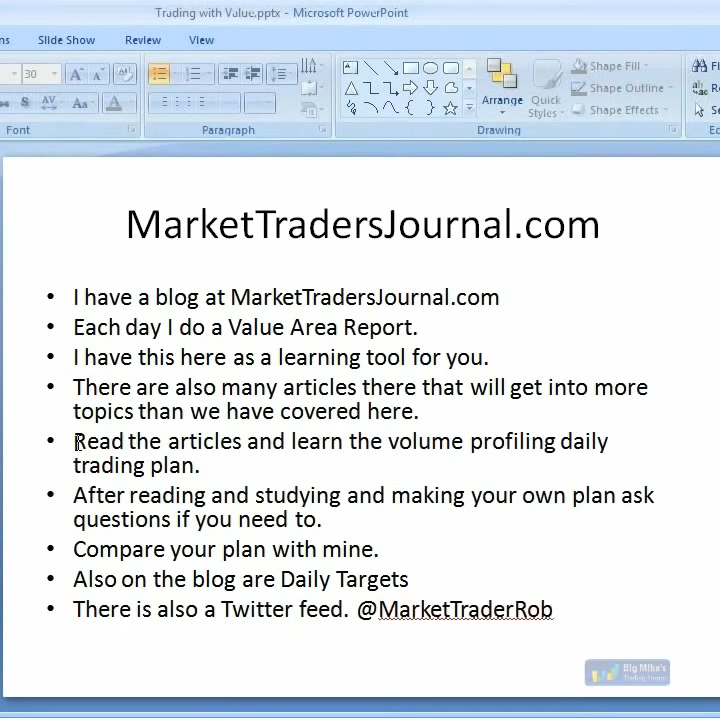 Trading with Value.pptx - Microsoft PowerPoint
Slide Show Review View
30 A A Shape Fill
Aa A Arrange Quick Styles Shape Outline
Shape Effects
Font Paragraph Drawing
MarketTradersJournal.com
• I have a blog at MarketTradersJournal.com
• Each day I do a Value Area Report.
• I have this here as a learning tool for you.
• There are also many articles there that will get into more
topics than we have covered here.
• Read the articles and learn the volume profiling daily
trading plan.
• After reading and studying and making your own plan ask
questions if you need to.
• Compare your plan with mine.
• Also on the blog are Daily Targets
• There is also a Twitter feed. @MarketTraderRob
Big Mike's
Trading Forum